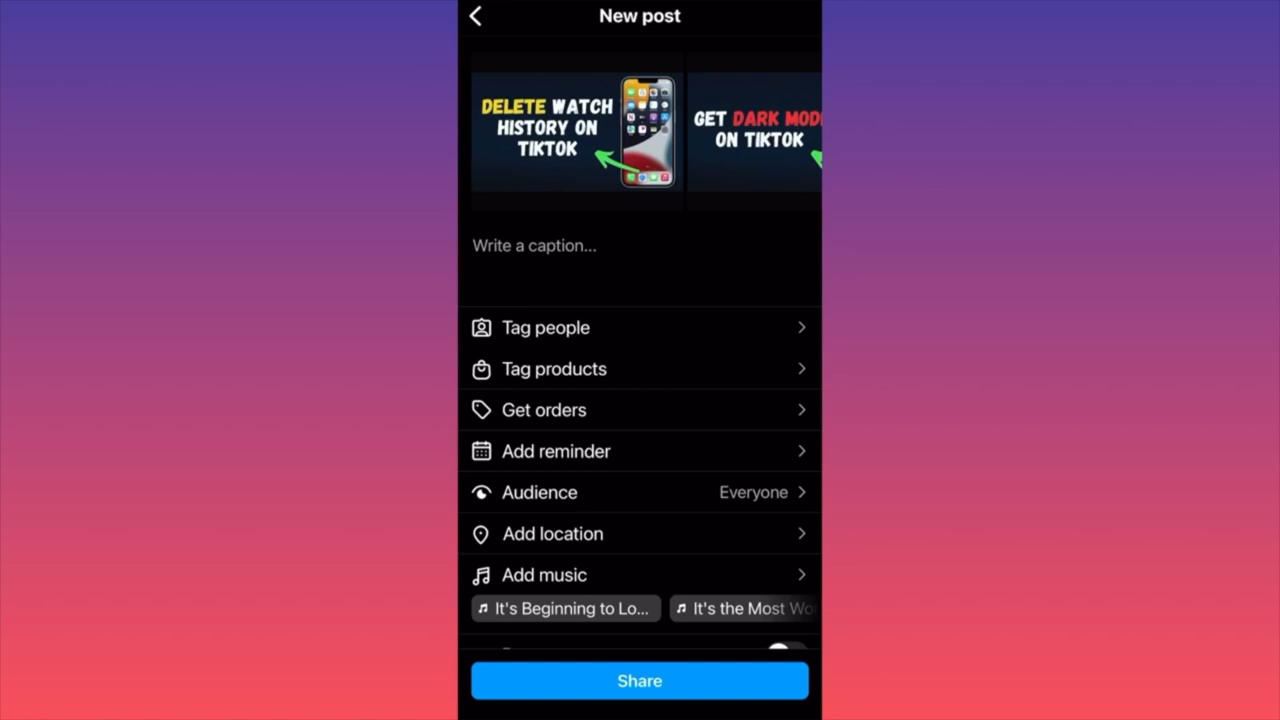 New post
DELETE WATCH
HISTORY ON
TIKTOK
GET DARK MOD
ON TIKTOK
Write a caption...
Tag people
Tag products
Get orders
Add reminder
Audience
Everyone
Add location
Add music
It's Beginning to Lo...
It's the Most Wo
Share